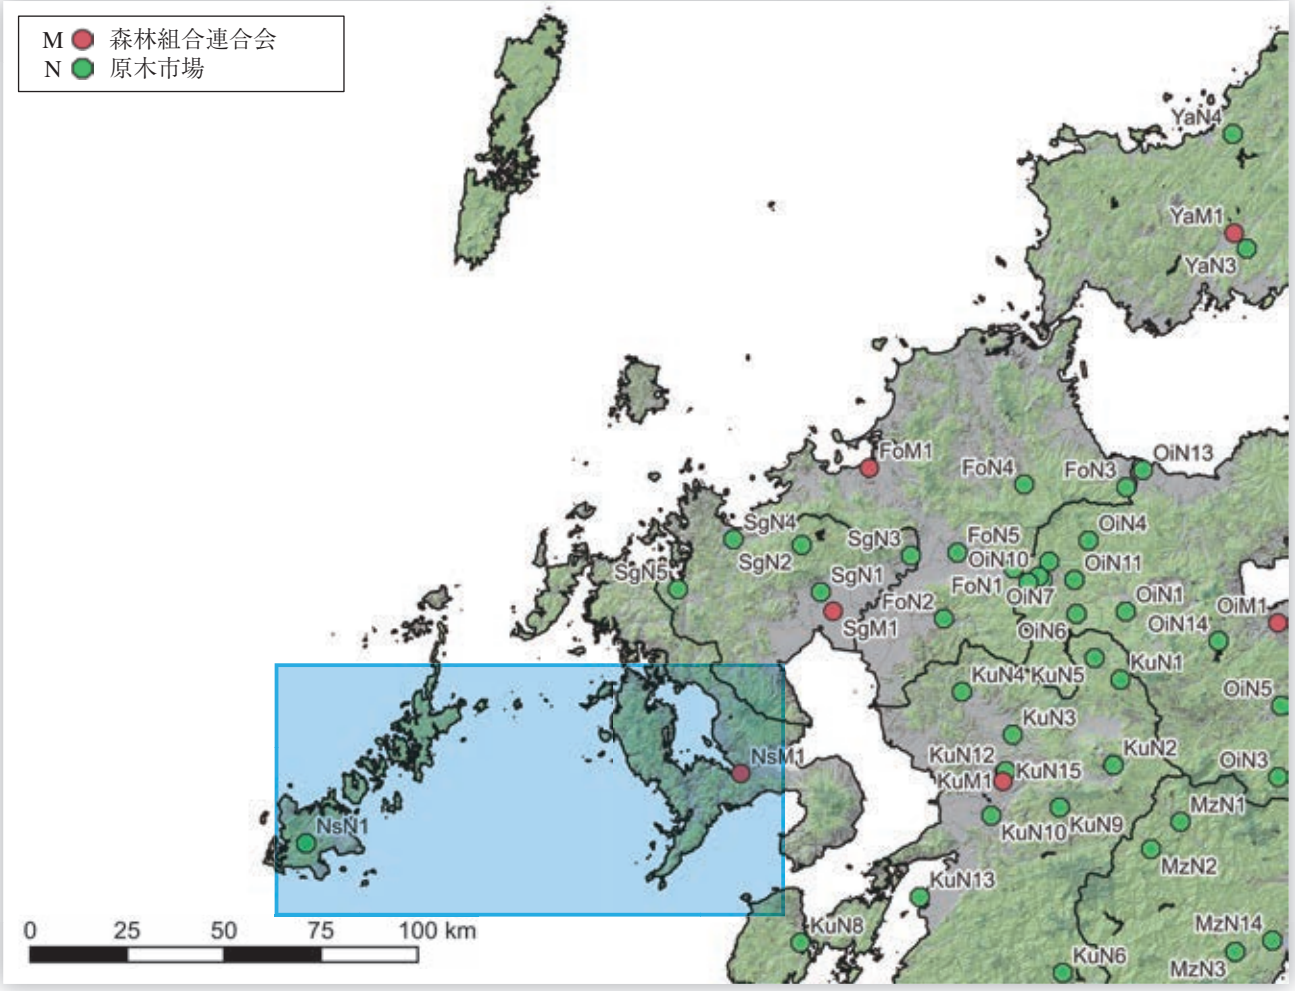 M 森林組合連合会
N 原木市場
YaN4
YaM1
YaN3
FoM1
OiN13
FoN4
FoN3
SgN4
OiN4
SgN3
FoN5
SgN2
OiN10
OiN11
SgN5
SgN1
FoN1
OiN7
FoN2
OiN1
OiM1
SgM1
OiN14
OiN6
KuN1
KuN4
KuN5
OiN5
KuN3
NsM1
KuN12
KuN2
OiN3
KuM1
KuN15
MzN1
NsN1
KuN10
KuN9
MzN2
KuN13
KuN8
MzN14
KuN6
MzN3
0 25 50 75 100 km